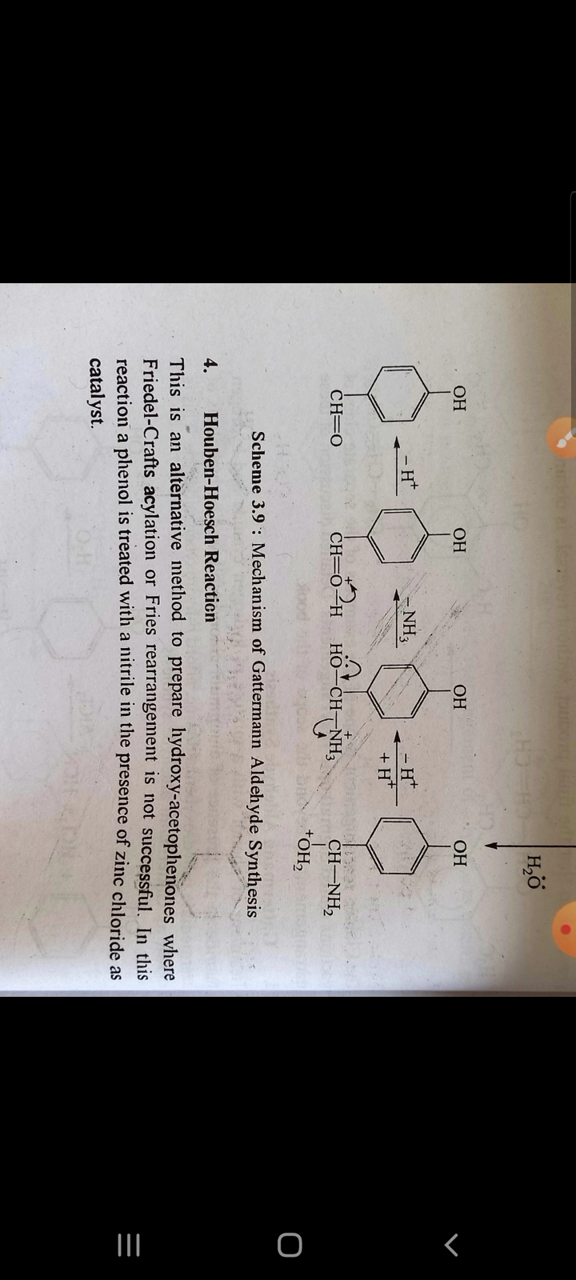 H₂Ö
OH OH OH OH
– H⁺ – NH₃ – H⁺
+ H⁺
CH=O CH=O⁺–H HÖ–CH–N⁺H₃ CH–NH₂
⁺OH₂
Scheme 3.9 : Mechanism of Gattermann Aldehyde Synthesis
4. Houben-Hoesch Reaction
This is an alternative method to prepare hydroxy-acetophenones where
Friedel-Crafts acylation or Fries rearrangement is not successful. In this
reaction a phenol is treated with a nitrile in the presence of zinc chloride as
catalyst.